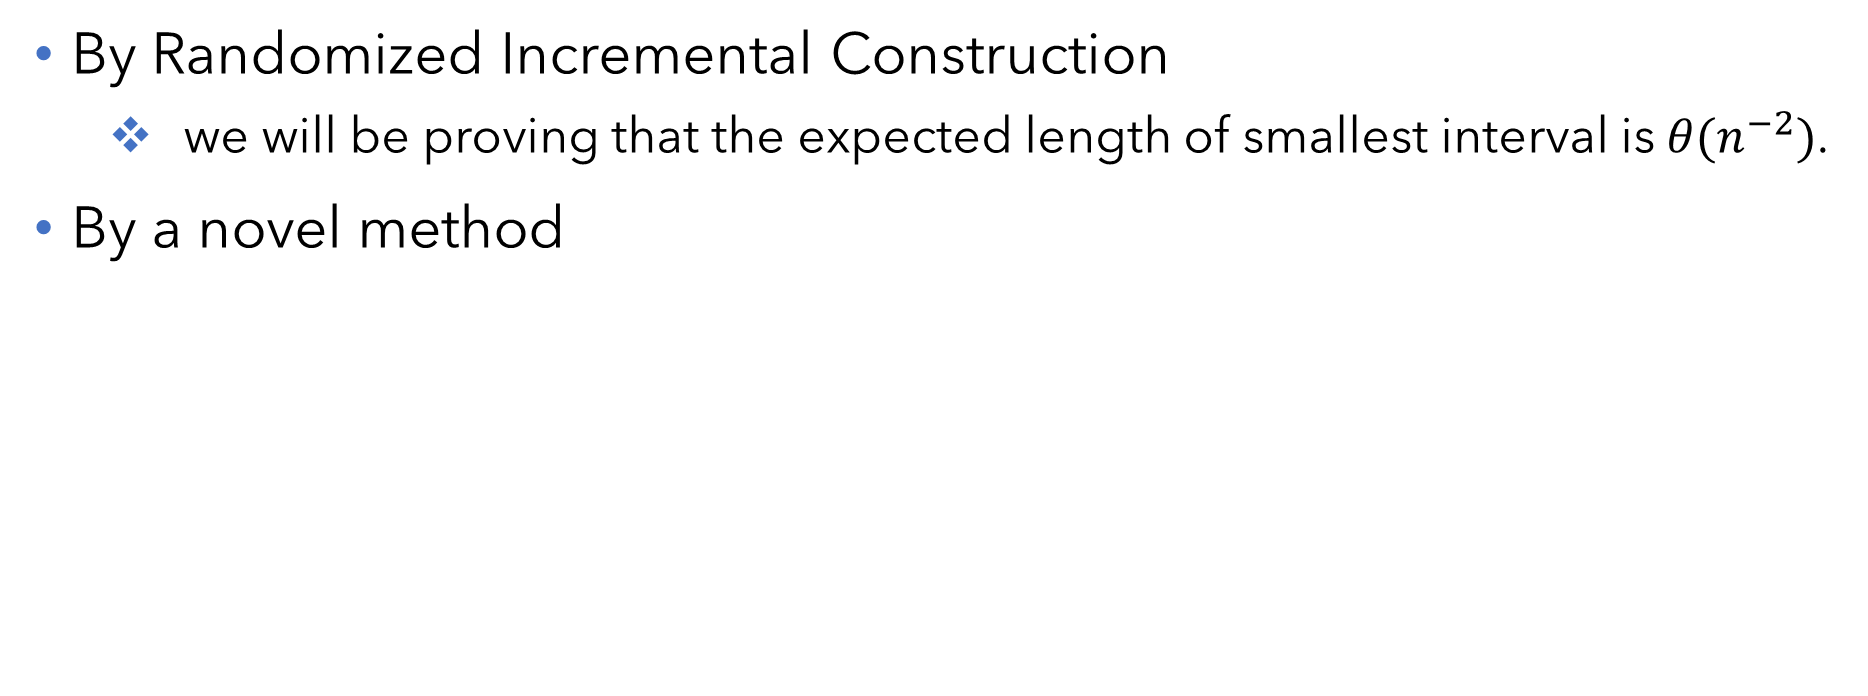 • By Randomized Incremental Construction
❖ we will be proving that the expected length of smallest interval is 𝜃(𝑛⁻²).
• By a novel method